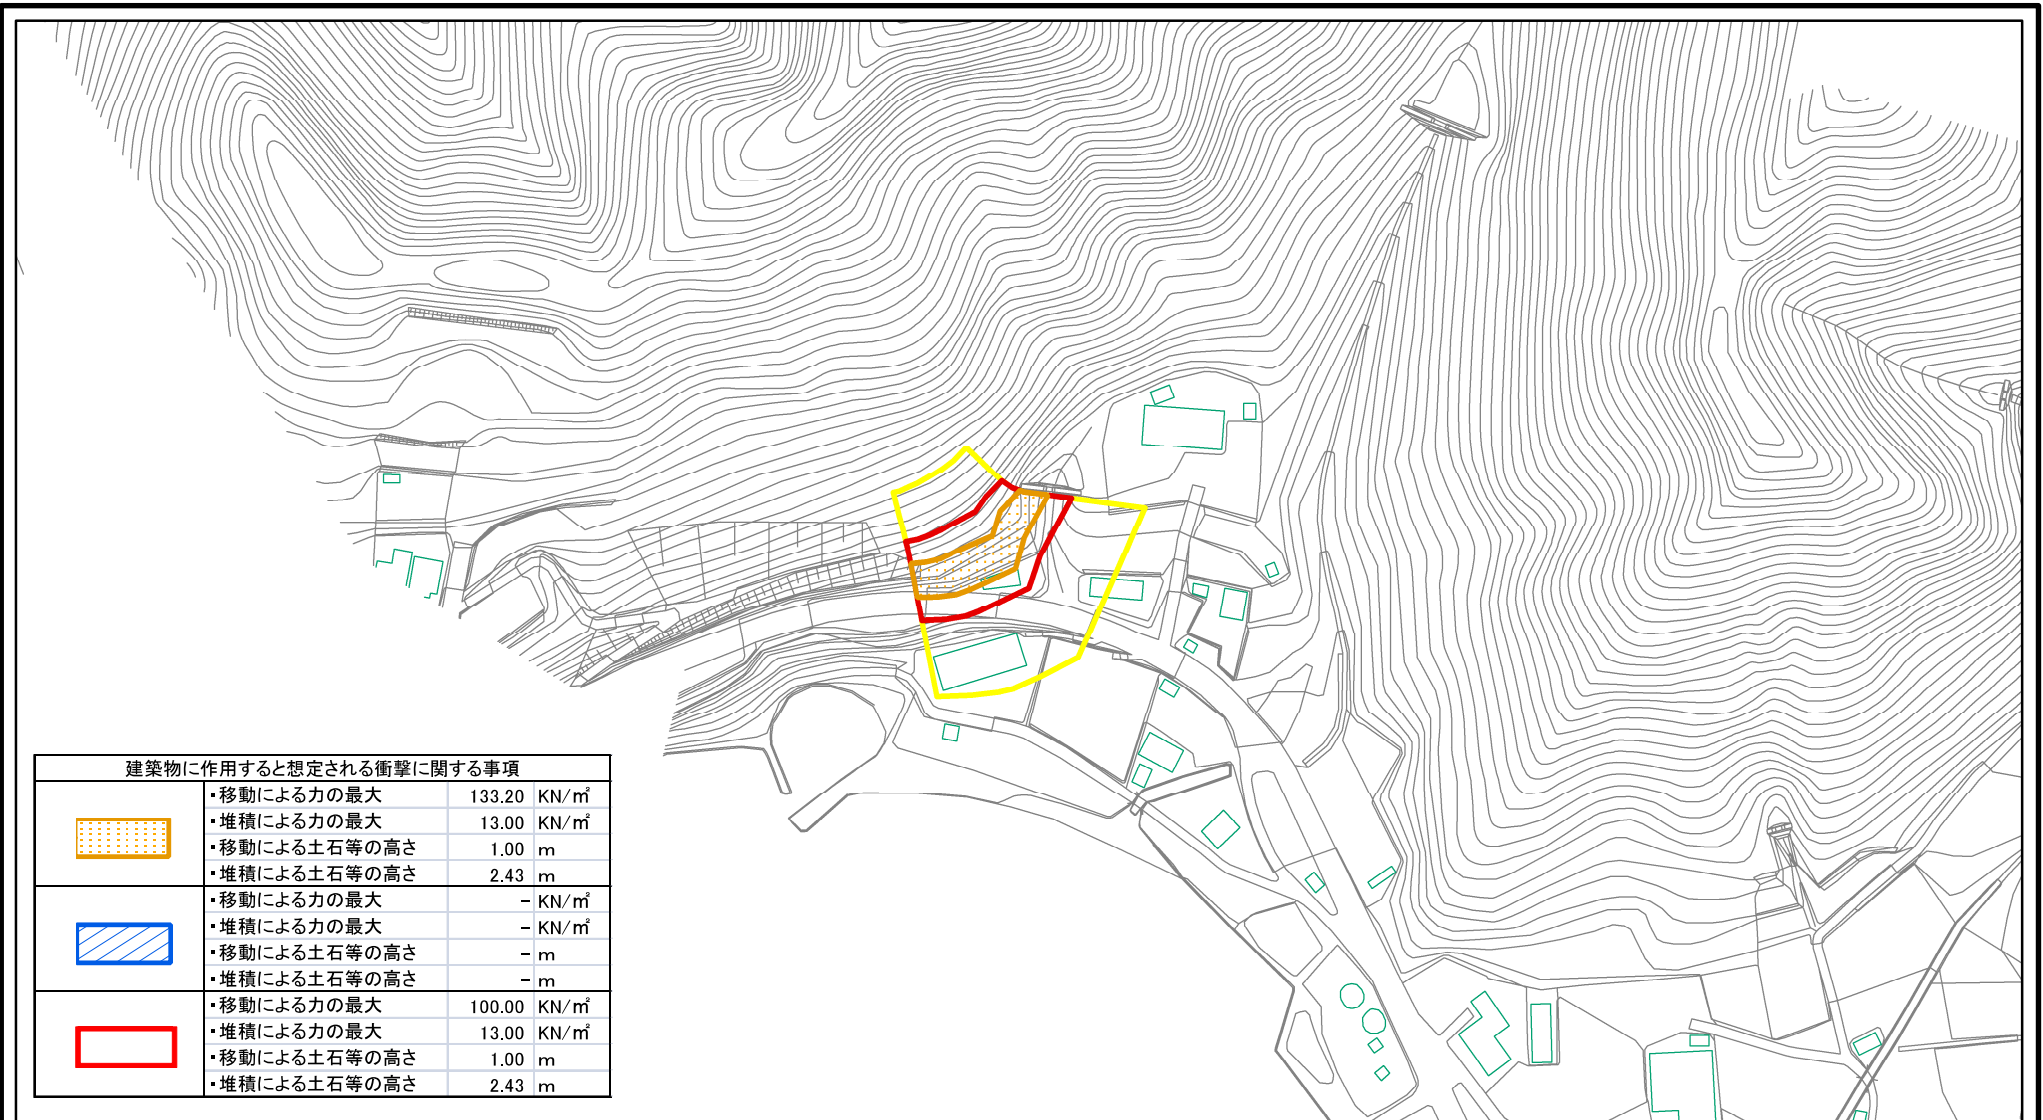 建築物に作用すると想定される衝撃に関する事項
・移動による力の最大 133.20 KN/㎡
・堆積による力の最大 13.00 KN/㎡
・移動による土石等の高さ 1.00 m
・堆積による土石等の高さ 2.43 m
・移動による力の最大 − KN/㎡
・堆積による力の最大 − KN/㎡
・移動による土石等の高さ − m
・堆積による土石等の高さ − m
・移動による力の最大 100.00 KN/㎡
・堆積による力の最大 13.00 KN/㎡
・移動による土石等の高さ 1.00 m
・堆積による土石等の高さ 2.43 m